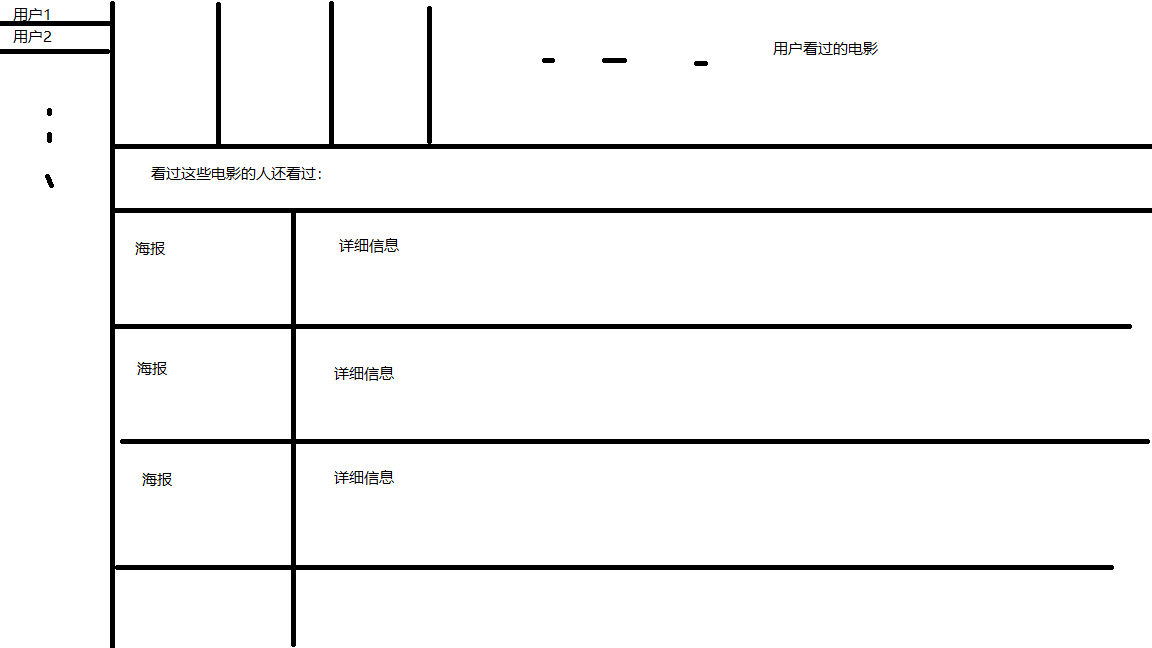 用户1
用户2
用户看过的电影
看过这些电影的人还看过：
海报
详细信息
海报
详细信息
海报
详细信息